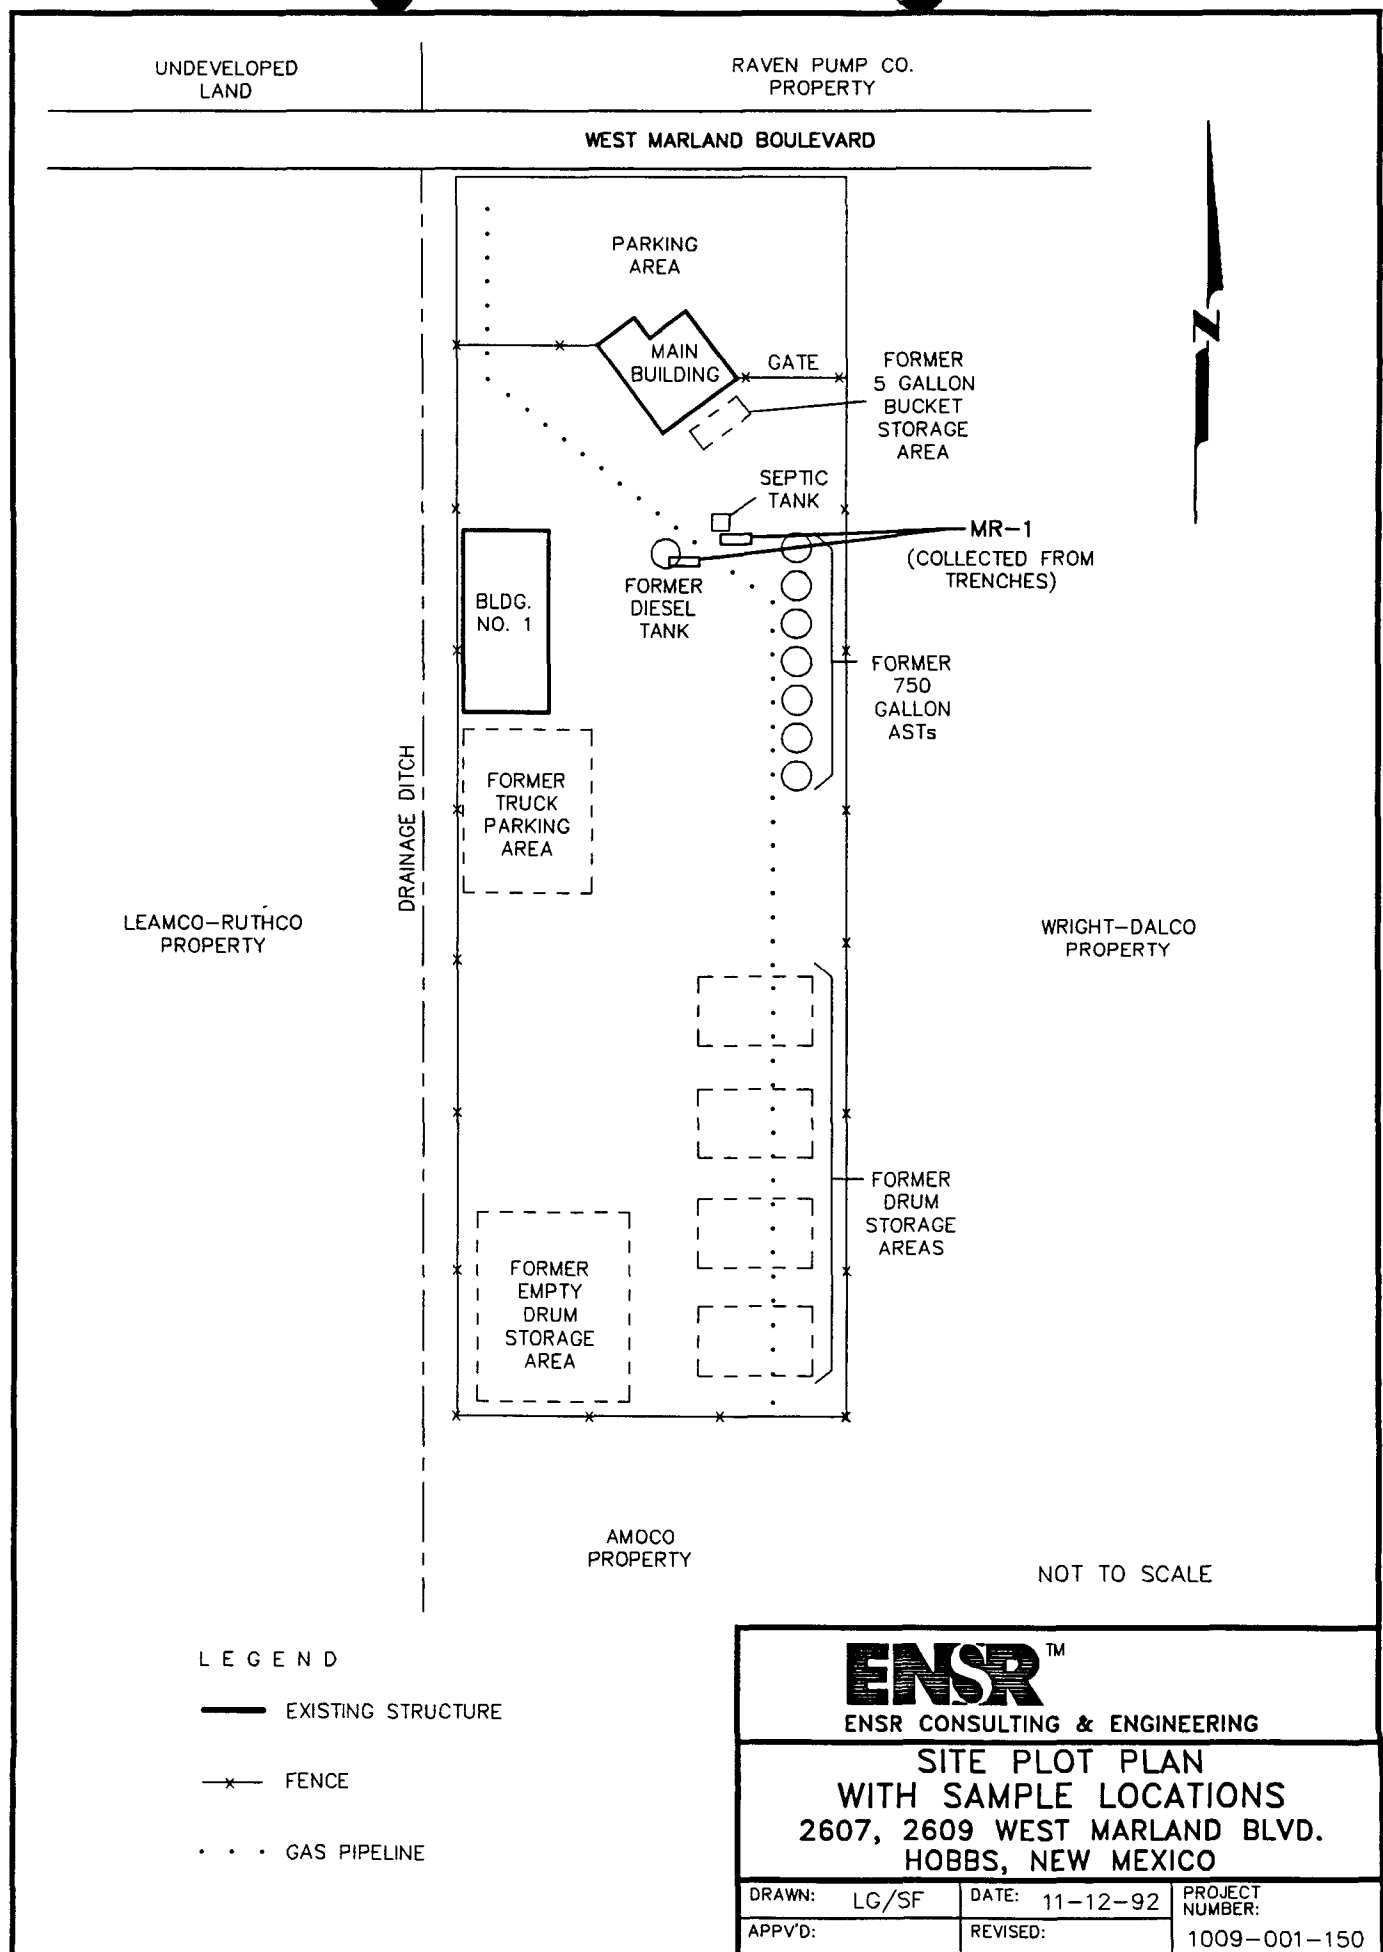 UNDEVELOPED
LAND
RAVEN PUMP CO.
PROPERTY
WEST MARLAND BOULEVARD
PARKING
AREA
MAIN
BUILDING
GATE
FORMER
5 GALLON
BUCKET
STORAGE
AREA
N
SEPTIC
TANK
MR-1
(COLLECTED FROM
TRENCHES)
FORMER
DIESEL
TANK
BLDG.
NO. 1
FORMER
750
GALLON
ASTs
FORMER
TRUCK
PARKING
AREA
DRAINAGE DITCH
LEAMCO-RUTHCO
PROPERTY
WRIGHT-DALCO
PROPERTY
FORMER
DRUM
STORAGE
AREAS
FORMER
EMPTY
DRUM
STORAGE
AREA
AMOCO
PROPERTY
NOT TO SCALE
LEGEND
EXISTING STRUCTURE
FENCE
GAS PIPELINE
ENSR™
ENSR CONSULTING & ENGINEERING
SITE PLOT PLAN
WITH SAMPLE LOCATIONS
2607, 2609 WEST MARLAND BLVD.
HOBBS, NEW MEXICO
DRAWN: LG/SF
DATE: 11-12-92
PROJECT
NUMBER:
1009-001-150
APPV'D:
REVISED: